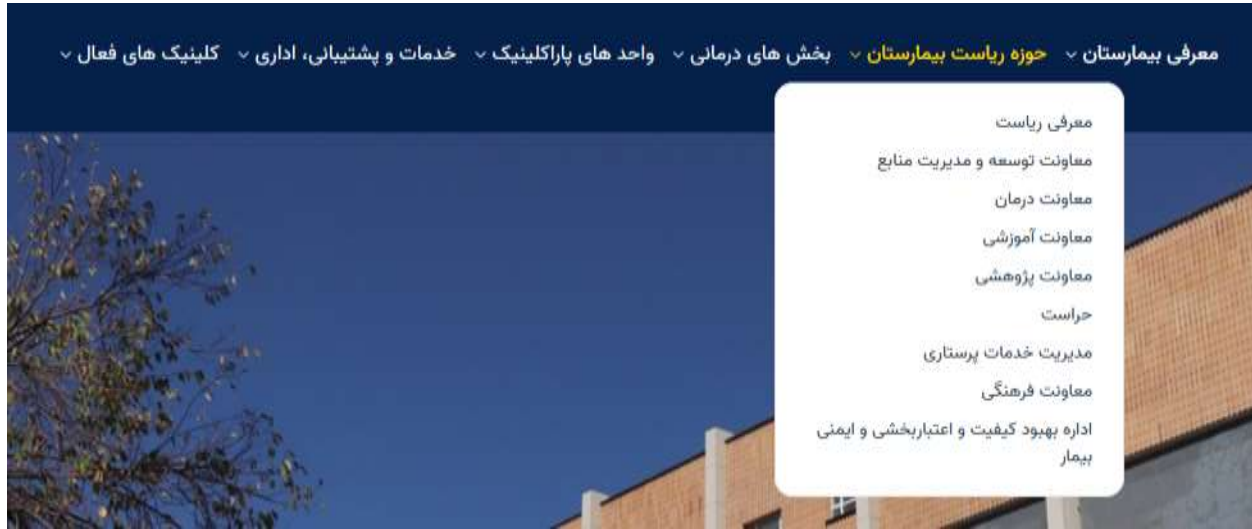 معرفی بیمارستان حوزه ریاست بیمارستان بخش های درمانی واحد های پاراکلینیک خدمات و پشتیبانی، اداری کلینیک های فعال
معرفی ریاست
معاونت توسعه و مدیریت منابع
معاونت درمان
معاونت آموزشی
معاونت پژوهشی
حراست
مدیریت خدمات پرستاری
معاونت فرهنگی
اداره بهبود کیفیت و اعتباربخشی و ایمنی
بیمار